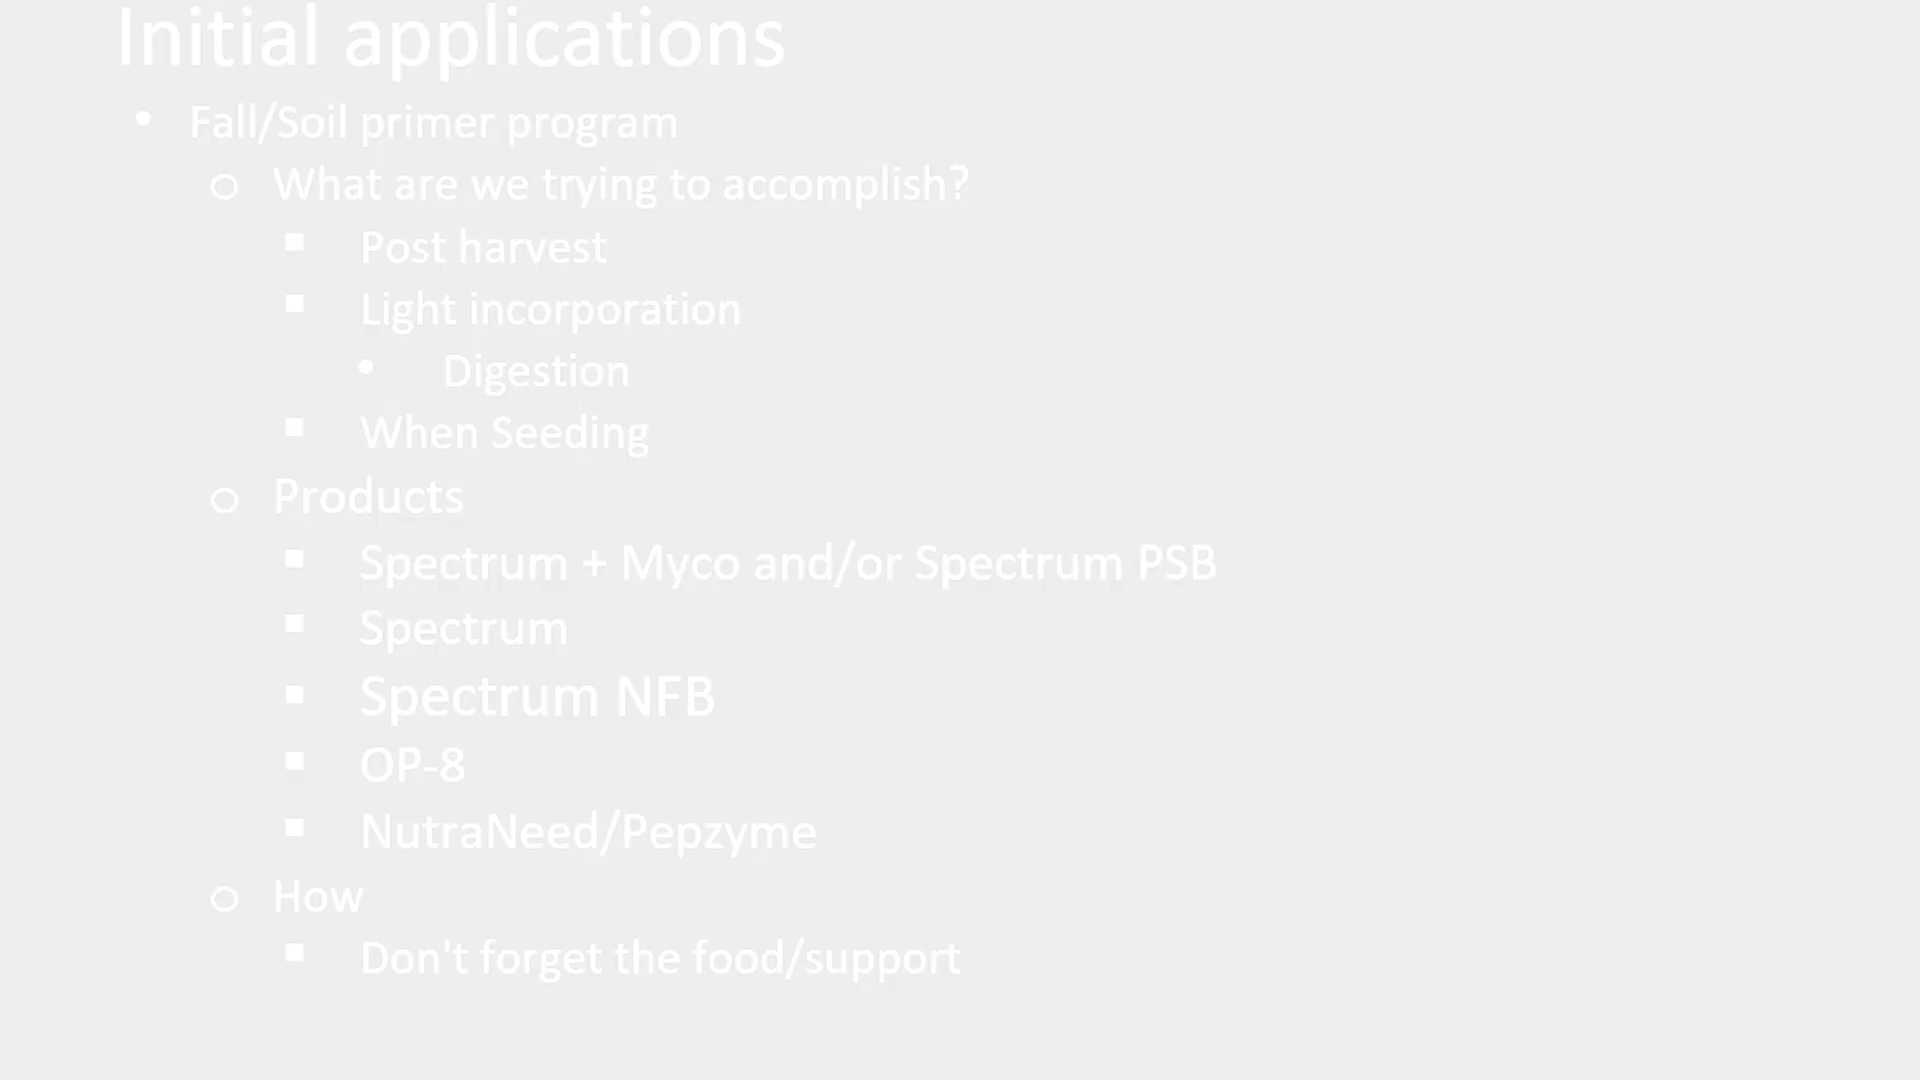 Initial applications
• Fall/Soil primer program
o What are we trying to accomplish?
▪ Post harvest
▪ Light incorporation
• Digestion
▪ When Seeding
o Products
▪ Spectrum + Myco and/or Spectrum PSB
▪ Spectrum
▪ Spectrum NFB
▪ OP-8
▪ NutraNeed/Pepzyme
o How
▪ Don't forget the food/support